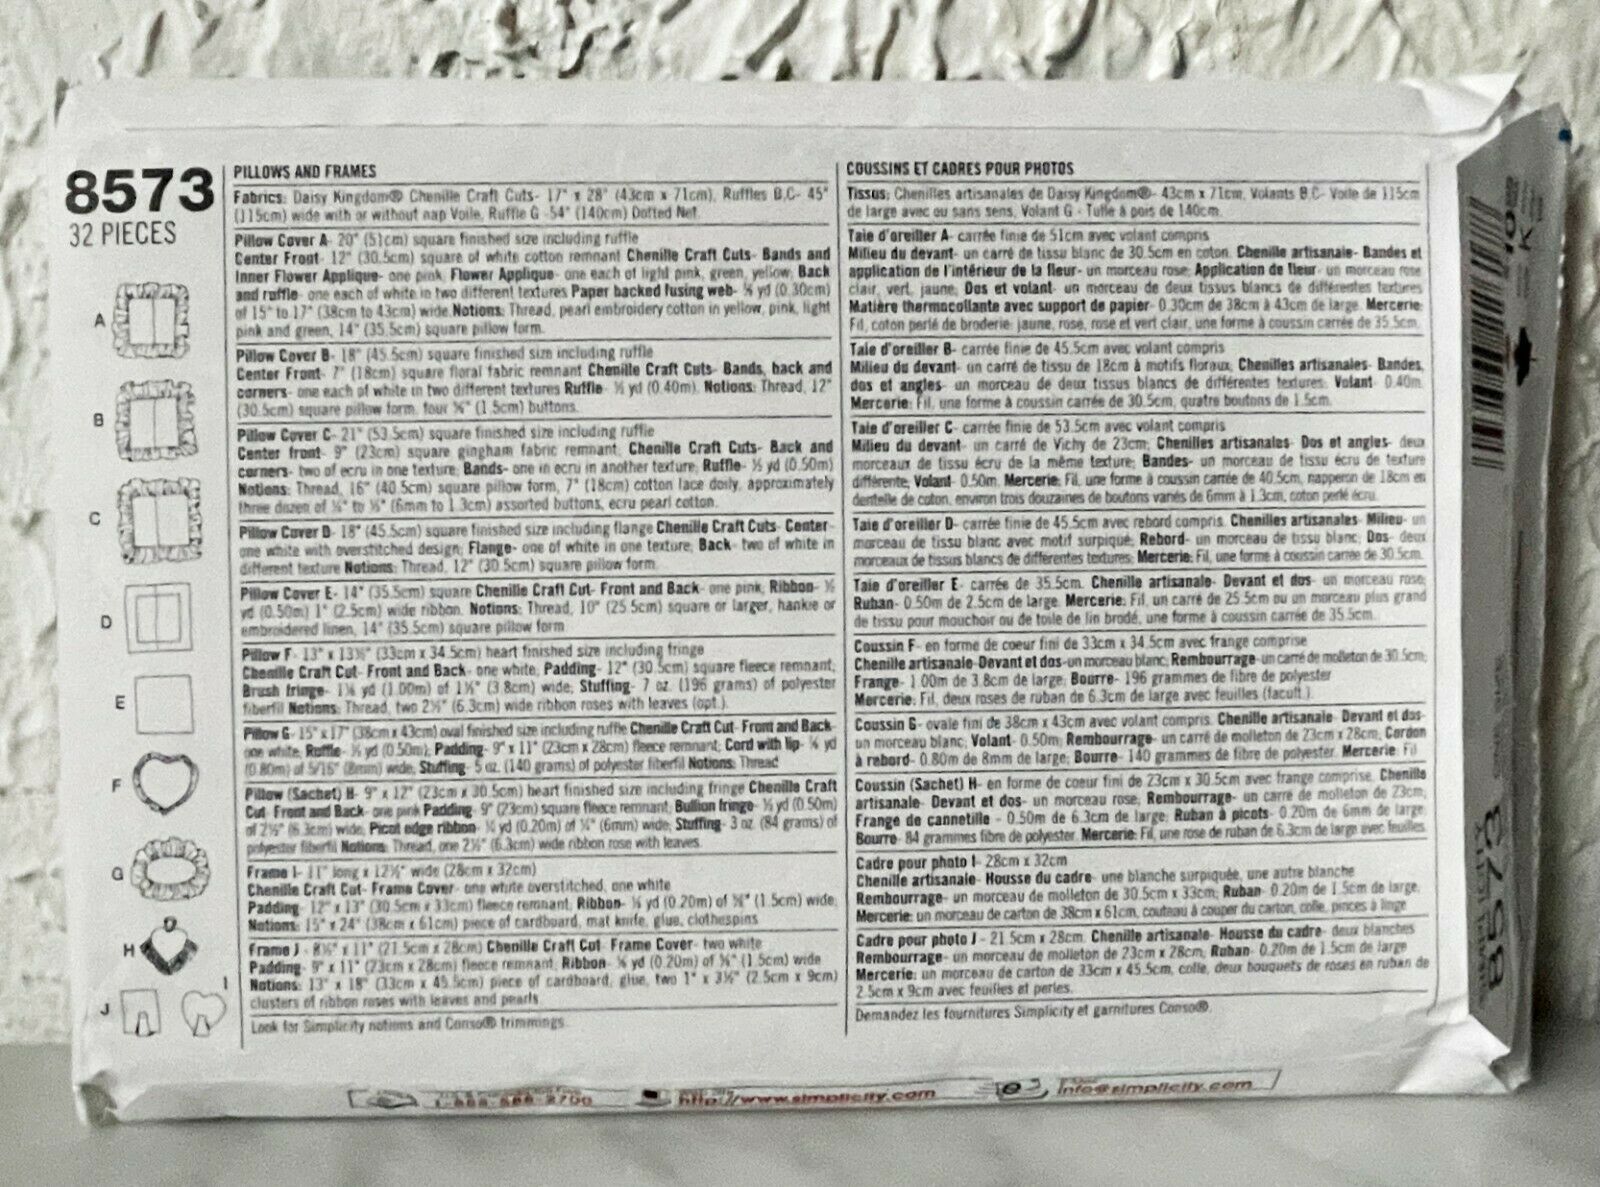 8573
32 PIECES
A
B
C
D
E
F
G
H
I
J
PILLOWS AND FRAMES
Fabrics: Daisy Kingdom® Chenille Craft Cuts- 17" x 28" (43cm x 71cm), Ruffles B,C- 45"
(115cm) wide with or without nap Voile, Ruffle G -54" (140cm) Dotted Net.
Pillow Cover A- 20" (51cm) square finished size including ruffle
Center Front- 12" (30.5cm) square of white cotton remnant Chenille Craft Cuts- Bands and
Inner Flower Applique- one pink, Flower Applique- one each of light pink, green, yellow; Back
and ruffle- one each of white in two different textures Paper backed fusing web- yd (0.30cm)
of 15" to 17" (38cm to 43cm) wide. Notions: Thread, pearl embroidery cotton in yellow, pink, light
pink and green, 14" (35.5cm) square pillow form.
Pillow Cover B- 18" (45.5cm) square finished size including ruffle
Center Front- 7" (18cm) square floral fabric remnant Chenille Craft Cuts- Bands, back and
corners- one each of white in two different textures Ruffle- yd (0.40m). Notions: Thread, 12"
(30.5cm) square pillow form, four ⅝" (1.5cm) buttons.
Pillow Cover C- 21" (53.5cm) square finished size including ruffle
Center front- 9" (23cm) square gingham fabric remnant; Chenille Craft Cuts- Back and
corners- two of ecru in one texture; Bands- one in ecru in another texture; Ruffle- ½ yd (0.50m)
Notions: Thread, 16" (40.5cm) square pillow form, 7" (18cm) cotton lace doily, approximately
three dozen of ¼" to ½" (6mm to 1.3cm) assorted buttons, ecru pearl cotton.
Pillow Cover D- 18" (45.5cm) square finished size including flange Chenille Craft Cuts- Center-
one white with overstitched design; Flange- one of white in one texture; Back- two of white in
different texture Notions: Thread, 12" (30.5cm) square pillow form.
Pillow Cover E- 14" (35.5cm) square Chenille Craft Cut- Front and Back- one pink, Ribbon- ½
yd (0.50m) 1" (2.5cm) wide ribbon. Notions: Thread, 10" (25.5cm) square or larger, hankie or
embroidered linen, 14" (35.5cm) square pillow form
Pillow F- 13" x 13½" (33cm x 34.5cm) heart finished size including fringe
Chenille Craft Cut- Front and Back- one white; Padding- 12" (30.5cm) square fleece remnant;
Brush fringe- 1⅛ yd (1.00m) of 1½" (3.8cm) wide; Stuffing- 7 oz. (196 grams) of polyester
fiberfil Notions: Thread, two 2½" (6.3cm) wide ribbon roses with leaves (opt.).
Pillow G- 15" x 17" (38cm x 43cm) oval finished size including ruffle Chenille Craft Cut- Front and Back-
one white; Ruffle- ½ yd (0.50m); Padding- 9" x 11" (23cm x 28cm) fleece remnant; Cord with lip- ⅞ yd
(0.80m) of 5/16" (8mm) wide, Stuffing- 5 oz. (140 grams) of polyester fiberfil Notions: Thread
Pillow (Sachet) H- 9" x 12" (23cm x 30.5cm) heart finished size including fringe Chenille Craft
Cut- Front and Back- one pink Padding- 9" (23cm) square fleece remnant; Bullion fringe- ½ yd (0.50m)
of 2½" (6.3cm) wide; Picot edge ribbon- yd (0.20m) of ¼" (6mm) wide; Stuffing- 3 oz. (84 grams) of
polyester fiberfil Notions: Thread, one 2½" (6.3cm) wide ribbon rose with leaves.
Frame I- 11" long x 12½" wide (28cm x 32cm)
Chenille Craft Cut- Frame Cover- one white overstitched, one white
Padding- 12" x 13" (30.5cm x 33cm) fleece remnant; Ribbon- yd (0.20m) of ⅝" (1.5cm) wide,
Notions: 15" x 24" (38cm x 61cm) piece of cardboard, mat knife, glue, clothespins
Frame J - 8½" x 11" (21.5cm x 28cm) Chenille Craft Cut- Frame Cover- two white
Padding- 9" x 11" (23cm x 28cm) fleece remnant; Ribbon- yd (0.20m) of ⅝" (1.5cm) wide
Notions: 13" x 18" (33cm x 45.5cm) piece of cardboard, glue, two 1" x 3½" (2.5cm x 9cm)
clusters of ribbon roses with leaves and pearls
Look for Simplicity notions and Conso® trimmings.
COUSSINS ET CADRES POUR PHOTOS
Tissus: Chenilles artisanales de Daisy Kingdom®- 43cm x 71cm, Volants B,C- Voile de 115cm
de large avec ou sans sens, Volant G - Tulle à pois de 140cm.
Taie d'oreiller A- carrée finie de 51cm avec volant compris
Milieu du devant- un carré de tissu blanc de 30.5cm en coton. Chenille artisanale- Bandes et
application de l'intérieur de la fleur- un morceau rose; Application de fleur- un morceau rose
clair, vert, jaune; Dos et volant- un morceau de deux tissus blancs de différentes textures
Matière thermocollante avec support de papier- 0.30cm de 38cm à 43cm de large. Mercerie:
Fil, coton perlé de broderie: jaune, rose, rose et vert clair, une forme à coussin carrée de 35.5cm.
Taie d'oreiller B- carrée finie de 45.5cm avec volant compris
Milieu du devant- un carré de tissu de 18cm à motifs floraux; Chenilles artisanales- Bandes,
dos et angles- un morceau de deux tissus blancs de différentes textures; Volant- 0.40m.
Mercerie: Fil, une forme à coussin carrée de 30.5cm, quatre boutons de 1.5cm.
Taie d'oreiller C- carrée finie de 53.5cm avec volant compris
Milieu du devant- un carré de Vichy de 23cm; Chenilles artisanales- Dos et angles- deux
morceaux de tissu écru de la même texture; Bandes- un morceau de tissu écru de texture
différente; Volant- 0.50m. Mercerie: Fil, une forme à coussin carrée de 40.5cm, napperon de 18cm en
dentelle de coton, environ trois douzaines de boutons variés de 6mm à 1.3cm, coton perlé écru.
Taie d'oreiller D- carrée finie de 45.5cm avec rebord compris. Chenilles artisanales- Milieu- un
morceau de tissu blanc avec motif surpiqué; Rebord- un morceau de tissu blanc; Dos- deux
morceaux de tissus blancs de différentes textures; Mercerie: Fil, une forme à coussin carrée de 30.5cm.
Taie d'oreiller E- carrée de 35.5cm. Chenille artisanale- Devant et dos- un morceau rose;
Ruban- 0.50m de 2.5cm de large. Mercerie: Fil, un carré de 25.5cm ou un morceau plus grand
de tissu pour mouchoir ou de toile de lin brodé, une forme à coussin carrée de 35.5cm.
Coussin F- en forme de coeur fini de 33cm x 34.5cm avec frange comprise
Chenille artisanale-Devant et dos-un morceau blanc; Rembourrage-un carré de molleton de 30.5cm;
Frange- 1.00m de 3.8cm de large; Bourre- 196 grammes de fibre de polyester
Mercerie: Fil, deux roses de ruban de 6.3cm de large avec feuilles (facult.).
Coussin G- ovale fini de 38cm x 43cm avec volant compris. Chenille artisanale- Devant et dos-
un morceau blanc; Volant- 0.50m; Rembourrage- un carré de molleton de 23cm x 28cm; Cordon
à rebord- 0.80m de 8mm de large; Bourre- 140 grammes de fibre de polyester. Mercerie: Fil
Coussin (Sachet) H- en forme de coeur fini de 23cm x 30.5cm avec frange comprise. Chenille
artisanale- Devant et dos- un morceau rose; Rembourrage- un carré de molleton de 23cm;
Frange de cannetille - 0.50m de 6.3cm de large; Ruban à picots- 0.20m de 6mm de large;
Bourre- 84 grammes fibre de polyester. Mercerie: Fil, une rose de ruban de 6.3cm de large avec feuilles
Cadre pour photo I- 28cm x 32cm
Chenille artisanale- Housse du cadre- une blanche surpiquée, une autre blanche
Rembourrage- un morceau de molleton de 30.5cm x 33cm; Ruban- 0.20m de 1.5cm de large.
Mercerie: un morceau de carton de 38cm x 61cm, couteau à couper du carton, colle, pinces à linge
Cadre pour photo J - 21.5cm x 28cm. Chenille artisanale- Housse du cadre- deux blanches
Rembourrage- un morceau de molleton de 23cm x 28cm; Ruban- 0.20m de 1.5cm de large
Mercerie: un morceau de carton de 33cm x 45.5cm, colle, deux bouquets de roses en ruban de
2.5cm x 9cm avec feuilles et perles.
Demandez les fournitures Simplicity et garnitures Conso®.
1-888-588-2700
http://www.simplicity.com
info@simplicity.com
8573